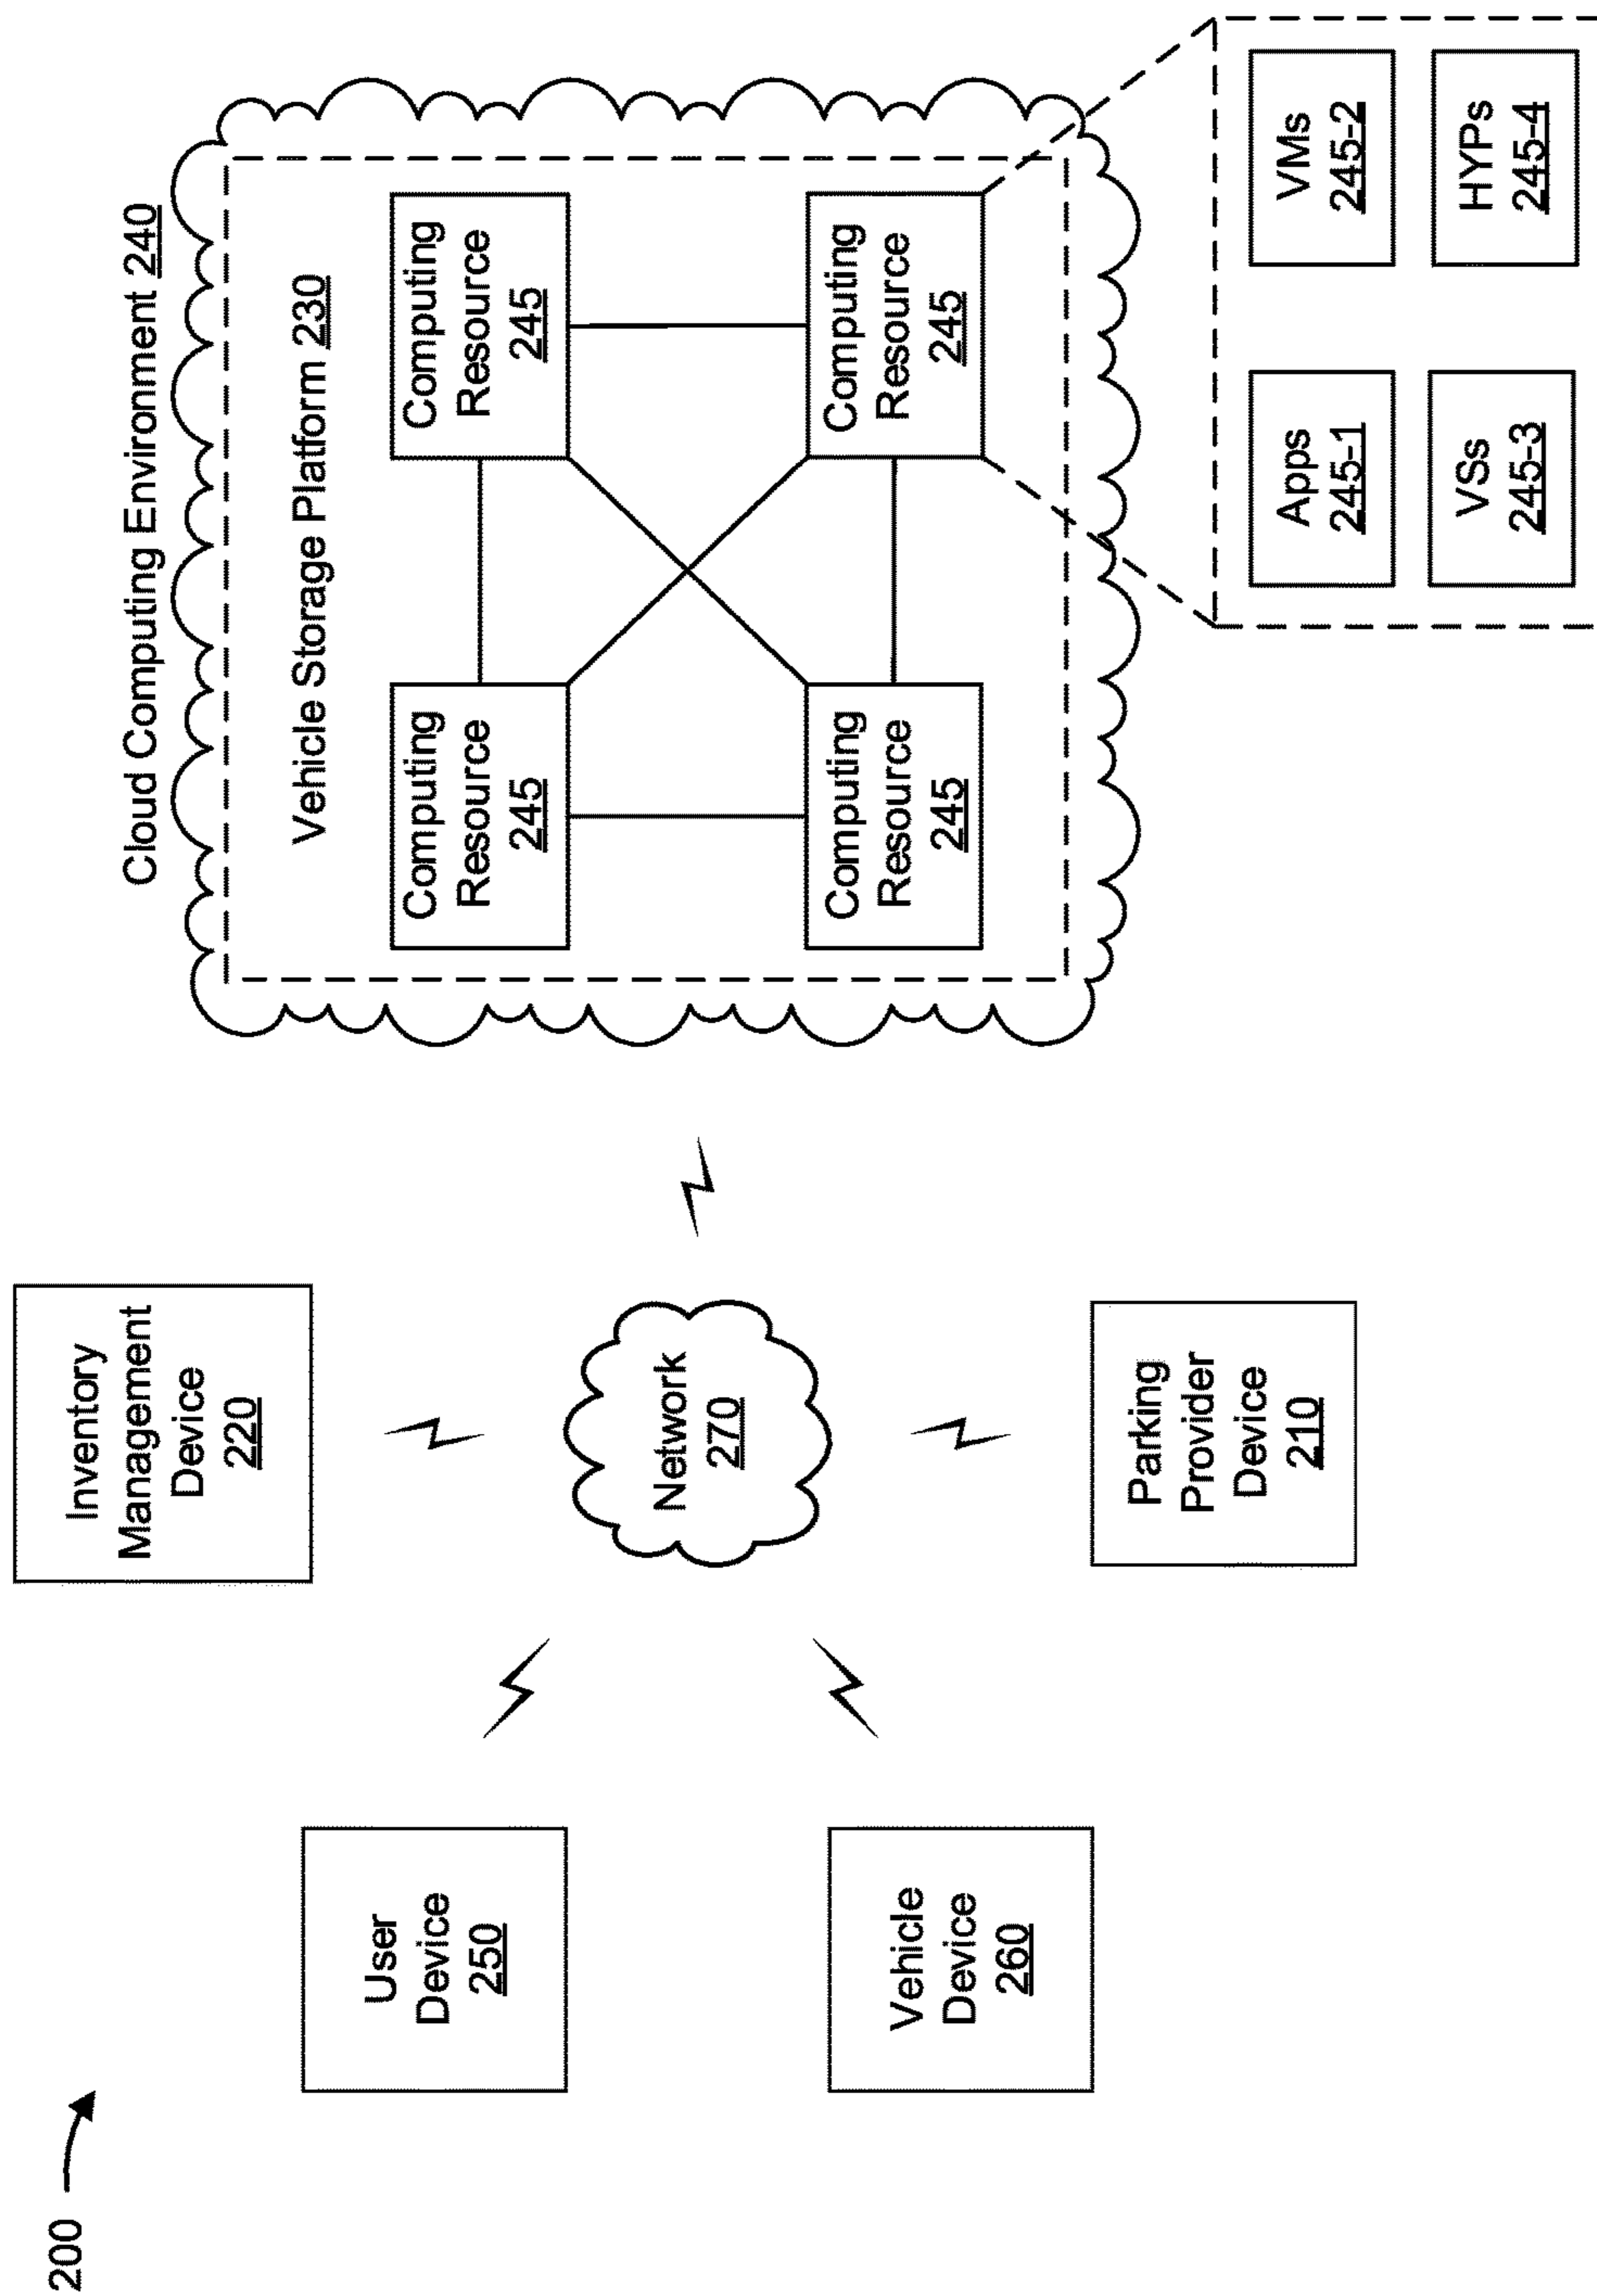 200
Inventory
Management
Device
220
User
Device
250
Vehicle
Device
260
Network
270
Parking
Provider
Device
210
Cloud Computing Environment 240
Vehicle Storage Platform 230
Computing
Resource
245
Computing
Resource
245
Computing
Resource
245
Computing
Resource
245
Apps
245-1
VMs
245-2
VSs
245-3
HYPs
245-4